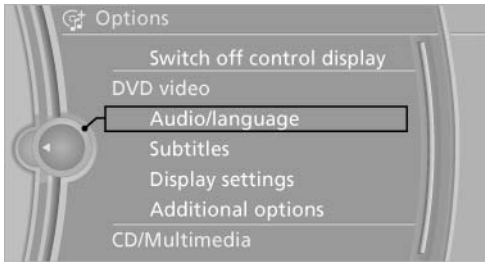 Options
Switch off control display
DVD video
Audio/language
Subtitles
Display settings
Additional options
CD/Multimedia